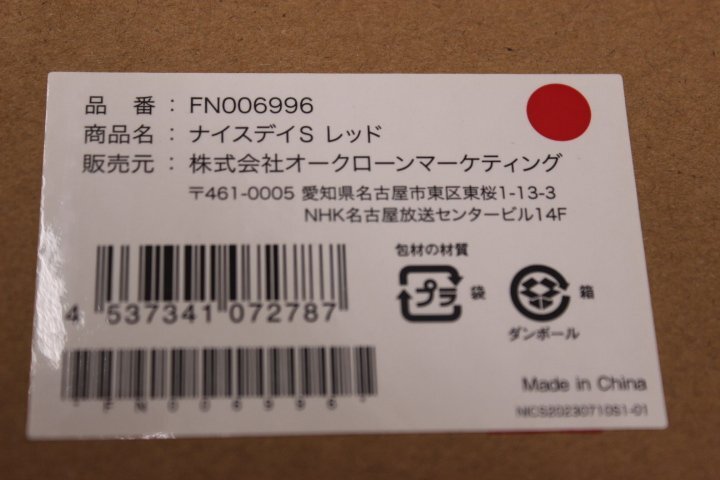 品 番 : FN006996
商品名 : ナイスデイS レッド
販売元 : 株式会社オークローンマーケティング
〒461-0005 愛知県名古屋市東区東桜1-13-3
NHK名古屋放送センタービル14F
包材の材質
プラ 袋 箱
ダンボール
4 537341 072787
*FN006996*
Made in China
NICS20230710S1-01